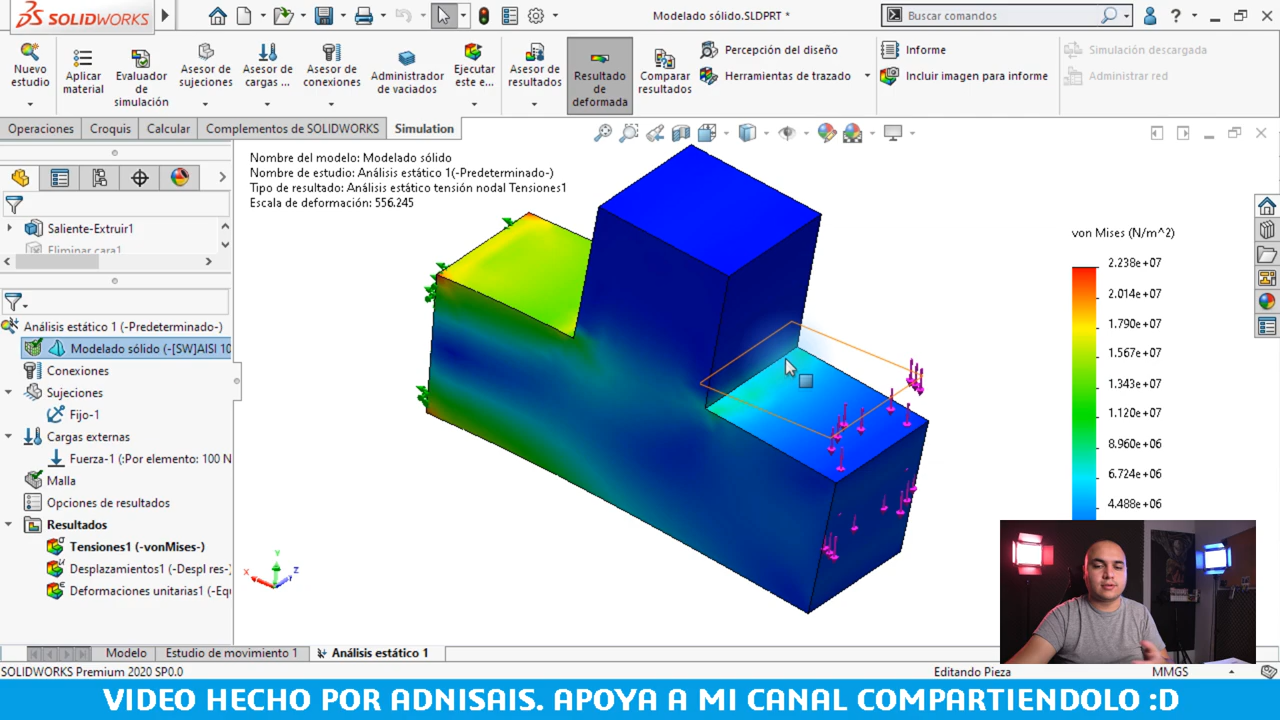 SOLIDWORKS
Modelado sólido.SLDPRT *
Buscar comandos
Nuevo estudio
Aplicar material
Evaluador de simulación
Asesor de sujeciones
Asesor de cargas ...
Asesor de conexiones
Administrador de vaciados
Ejecutar este e...
Asesor de resultados
Resultado de deformada
Comparar resultados
Percepción del diseño
Herramientas de trazado
Informe
Incluir imagen para informe
Simulación descargada
Administrar red
Operaciones
Croquis
Calcular
Complementos de SOLIDWORKS
Simulation
Nombre del modelo: Modelado sólido
Nombre de estudio: Análisis estático 1(-Predeterminado-)
Tipo de resultado: Análisis estático tensión nodal Tensiones1
Escala de deformación: 556.245
Saliente-Extruir1
Eliminar cara1
Análisis estático 1 (-Predeterminado-)
Modelado sólido (-[SW]AISI 10
Conexiones
Sujeciones
Fijo-1
Cargas externas
Fuerza-1 (:Por elemento: 100 N
Malla
Opciones de resultados
Resultados
Tensiones1 (-vonMises-)
Desplazamientos1 (-Despl res-)
Deformaciones unitarias1 (-Equ
von Mises (N/m^2)
2.238e+07
2.014e+07
1.790e+07
1.567e+07
1.343e+07
1.120e+07
8.960e+06
6.724e+06
4.488e+06
Y
X
Z
Modelo
Estudio de movimiento 1
Análisis estático 1
SOLIDWORKS Premium 2020 SP0.0
Editando Pieza
MMGS
VIDEO HECHO POR ADNISAIS. APOYA A MI CANAL COMPARTIENDOLO :D